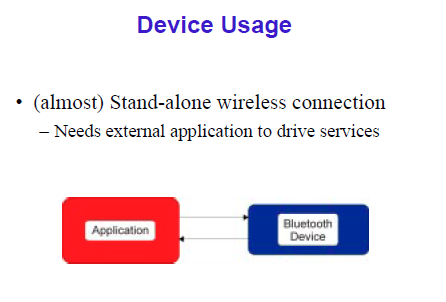 Device Usage
• (almost) Stand-alone wireless connection
– Needs external application to drive services
Application
Bluetooth
Device